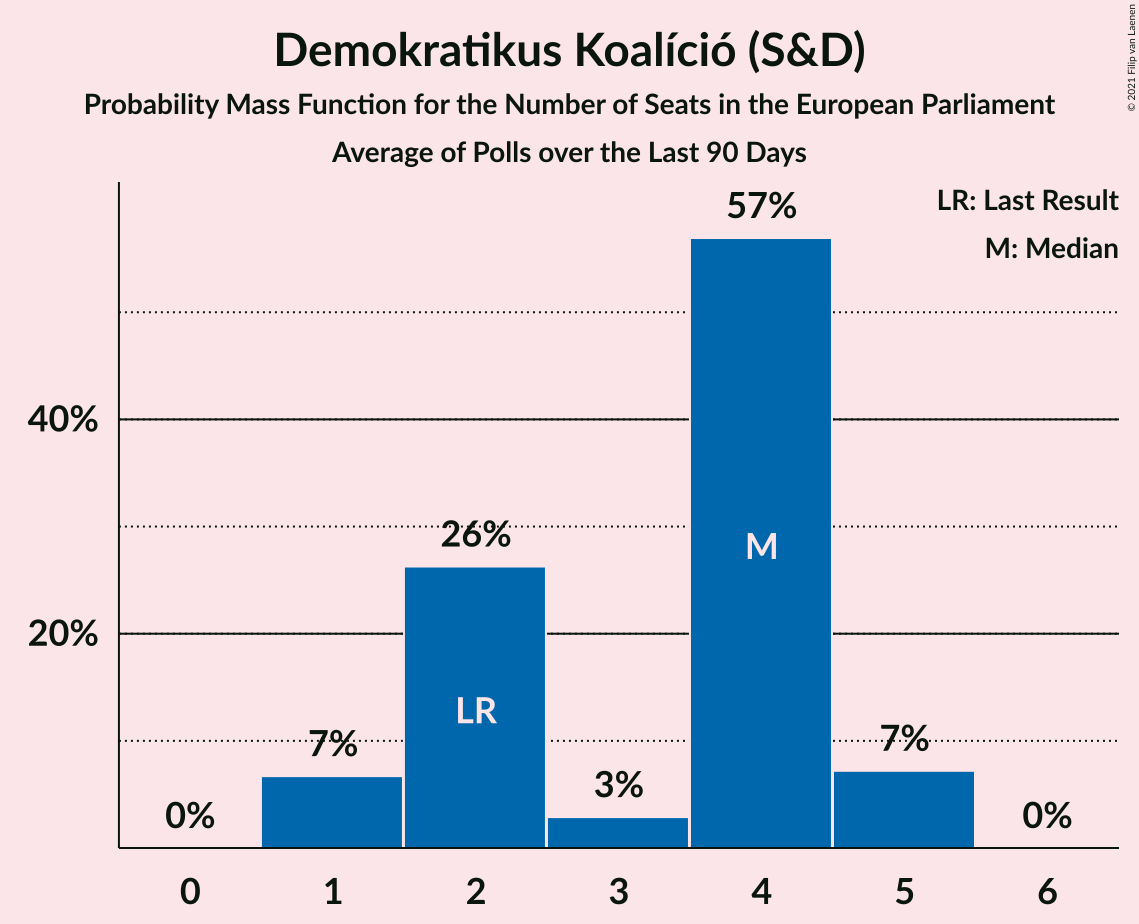 Demokratikus Koalíció (S&D)
Probability Mass Function for the Number of Seats in the European Parliament
Average of Polls over the Last 90 Days
© 2021 Filip van Laenen
LR: Last Result
M: Median
57%
40%
26%
M
20%
LR
7%
7%
3%
0%
0%
0 1 2 3 4 5 6